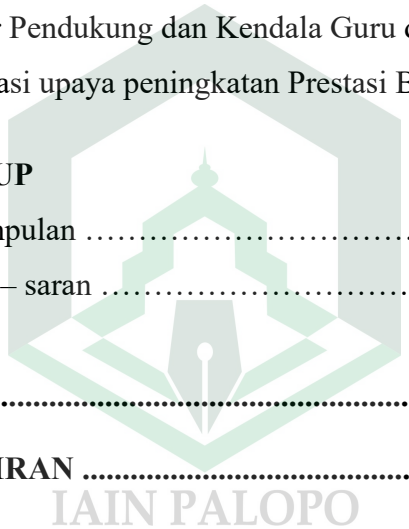 Pendukung dan Kendala Guru
asi upaya peningkatan Prestasi B
UP
npulan ……………………………
– saran ……………………………
..................................................
IRAN ........................................
IAIN PALOPO